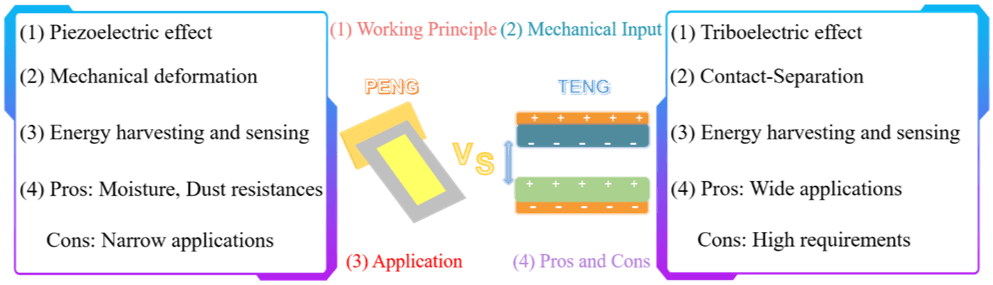 (1) Piezoelectric effect
(2) Mechanical deformation
(3) Energy harvesting and sensing
(4) Pros: Moisture, Dust resistances
Cons: Narrow applications
(1) Working Principle (2) Mechanical Input
PENG
TENG
VS
+ + + + +
- - - - -
+ + + + +
- - - - -
(3) Application
(4) Pros and Cons
(1) Triboelectric effect
(2) Contact-Separation
(3) Energy harvesting and sensing
(4) Pros: Wide applications
Cons: High requirements